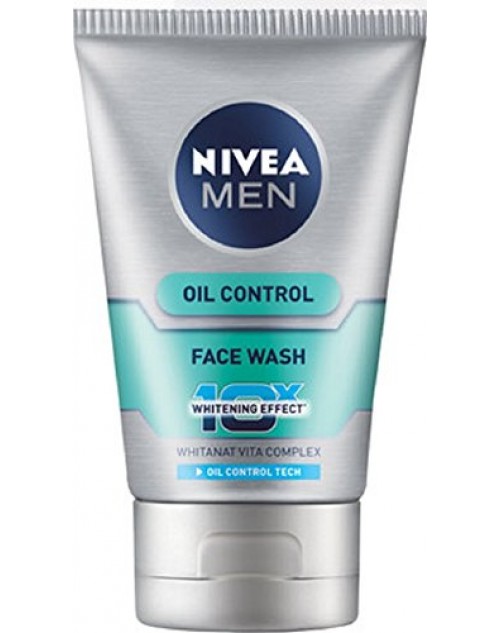 NIVEA
MEN
OIL CONTROL
FACE WASH
10X
WHITENING EFFECT*
WHITANAT VITA COMPLEX
OIL CONTROL TECH